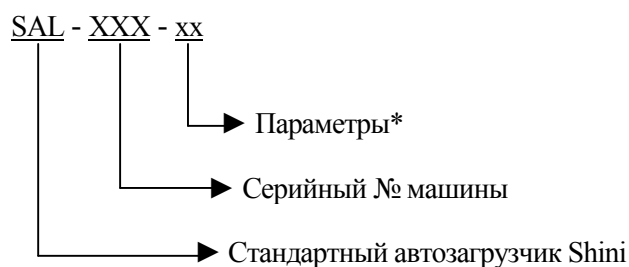 SAL - XXX - xx
Параметры*
Серийный № машины
Стандартный автозагрузчик Shini